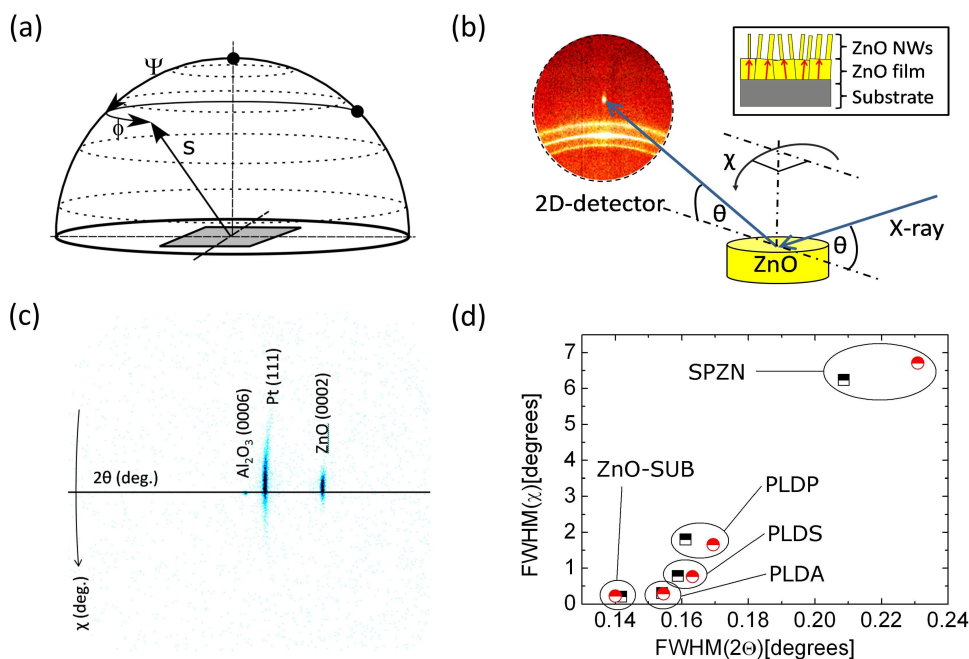 (a)
Ψ
ϕ
S
(b)
2D-detector
θ
χ
θ
X-ray
ZnO
ZnO NWs
ZnO film
Substrate
(c)
Al2O3 (0006)
Pt (111)
ZnO (0002)
2θ (deg.)
χ (deg.)
(d)
FWHM(χ)[degrees]
7
6
5
4
3
2
1
0
SPZN
ZnO-SUB
PLDP
PLDS
PLDA
0.14 0.16 0.18 0.20 0.22 0.24
FWHM(2Θ)[degrees]